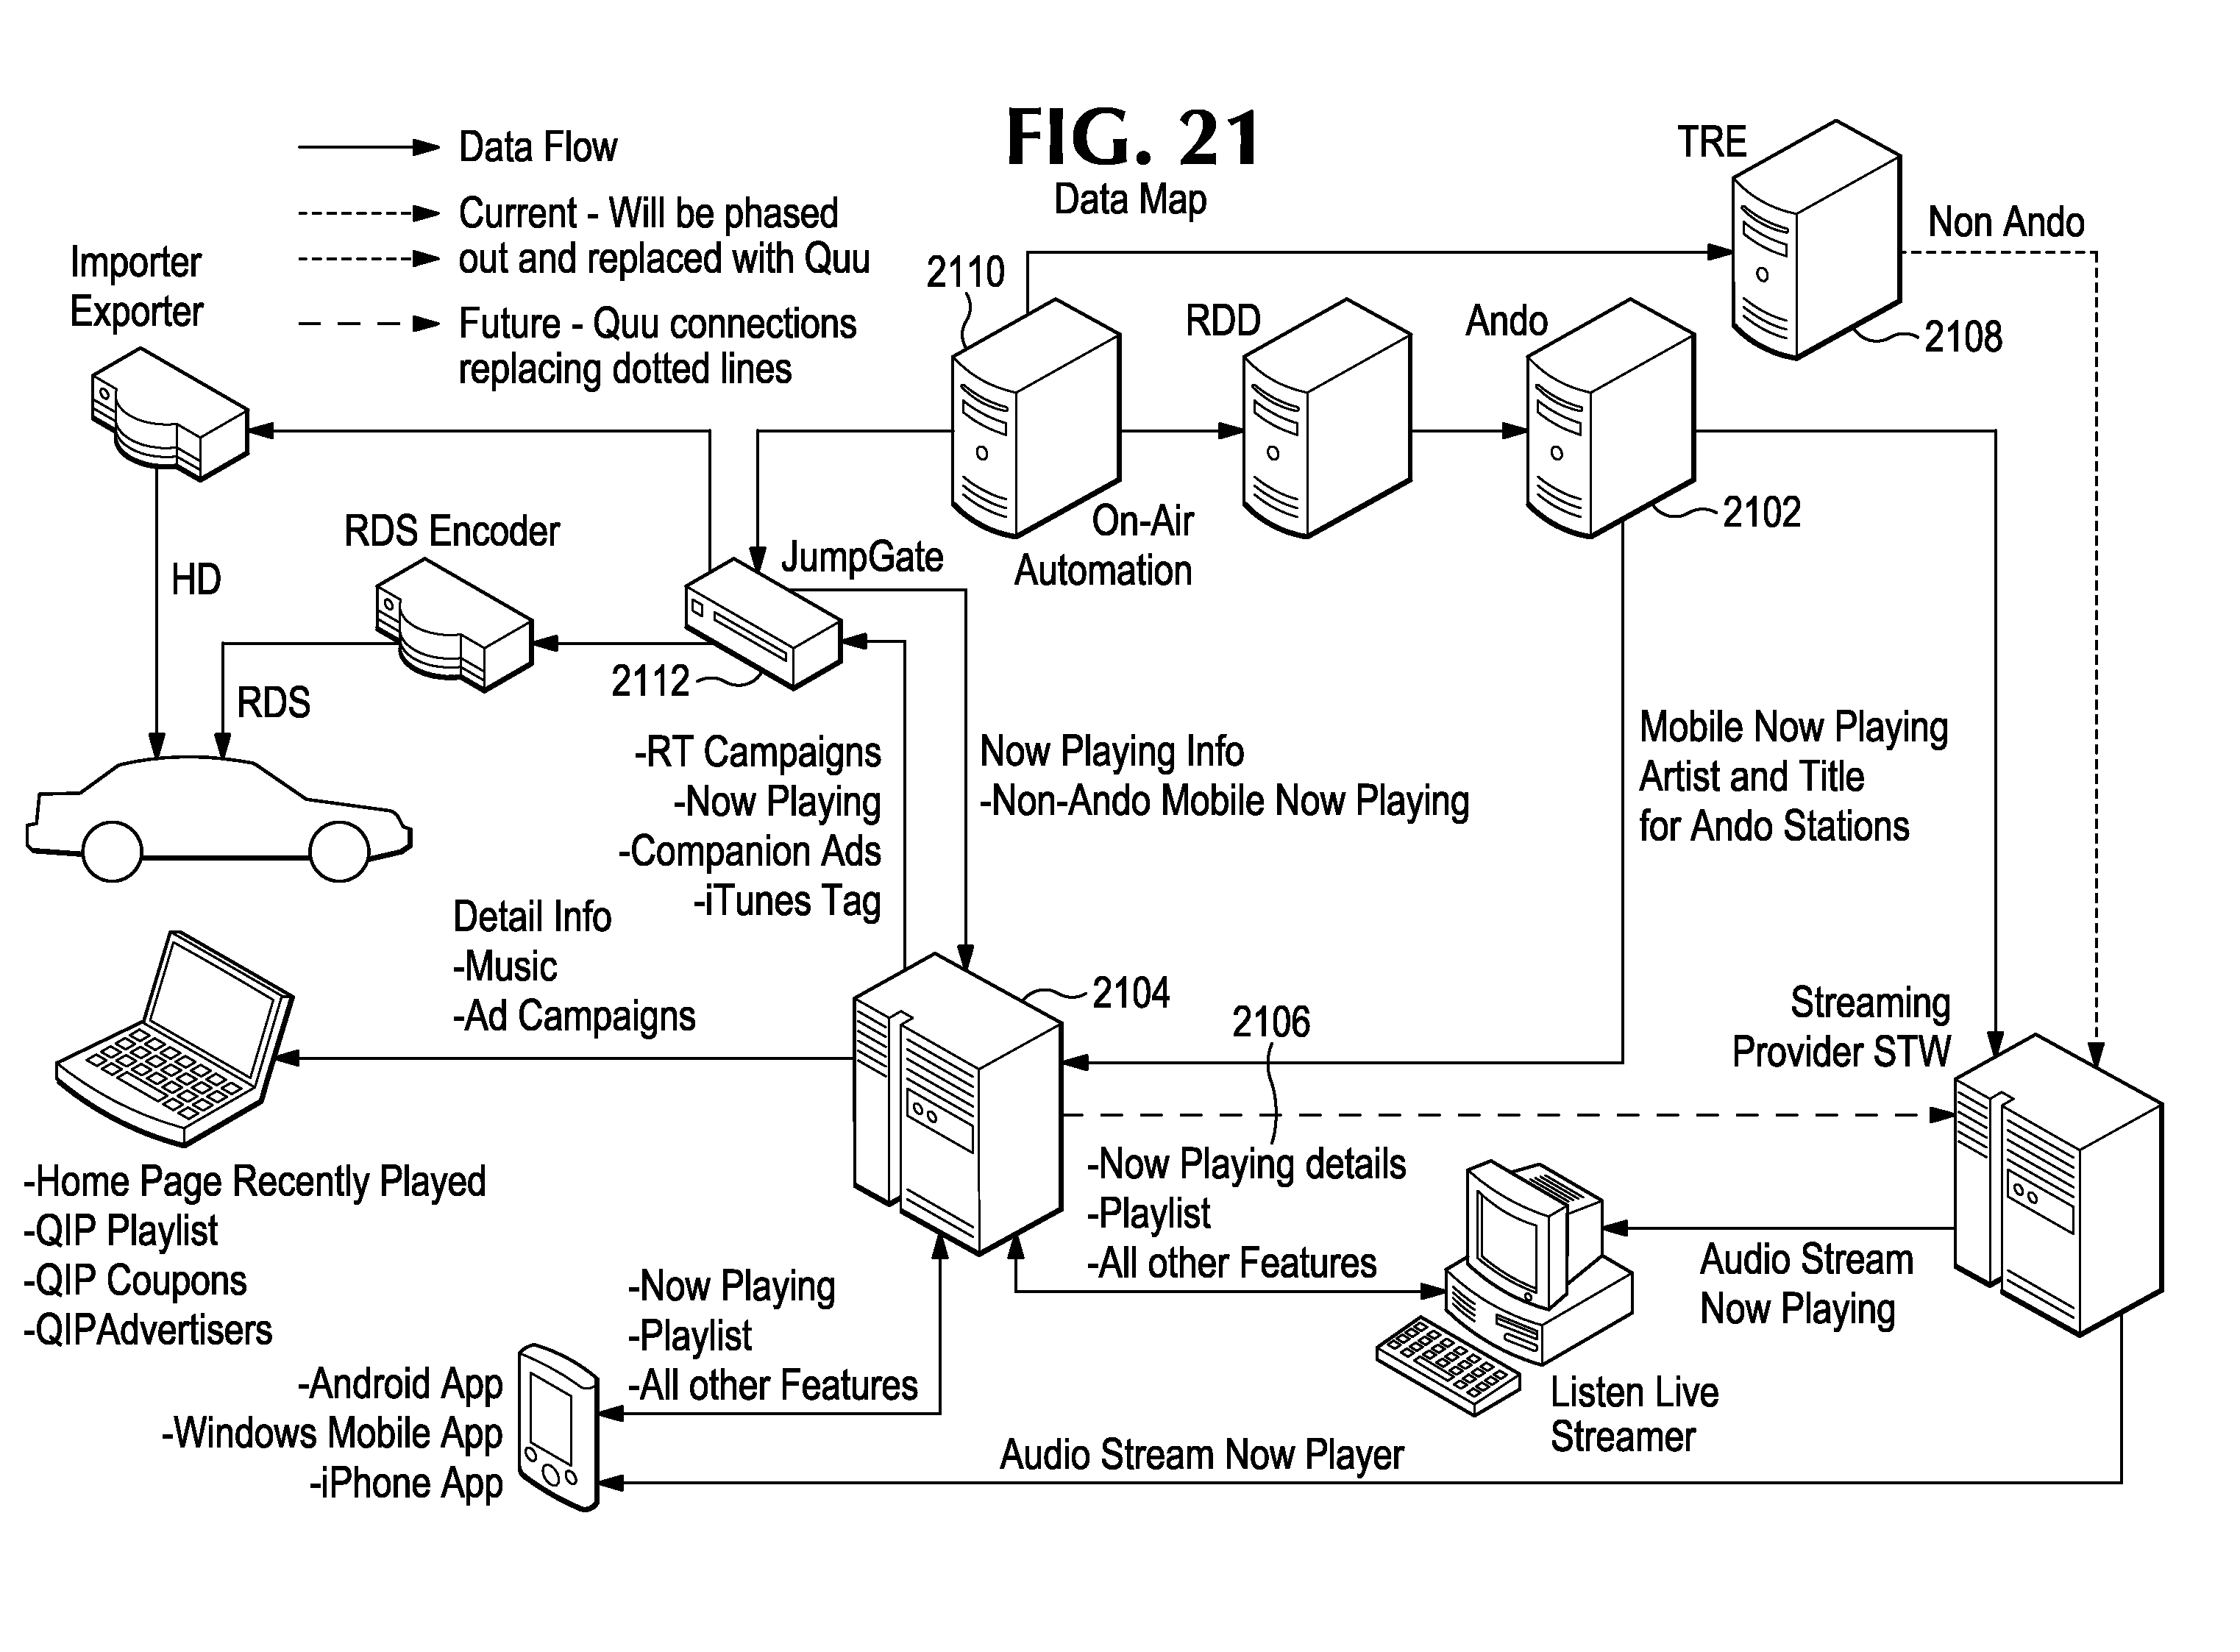 FIG. 21
Data Map
Data Flow
Current - Will be phased
out and replaced with Quu
Future - Quu connections
replacing dotted lines
Importer
Exporter
TRE
Non Ando
2108
2110
RDD
Ando
2102
On-Air
Automation
HD
RDS Encoder
JumpGate
2112
RDS
-RT Campaigns
-Now Playing
-Companion Ads
-iTunes Tag
Now Playing Info
-Non-Ando Mobile Now Playing
Mobile Now Playing
Artist and Title
for Ando Stations
Detail Info
-Music
-Ad Campaigns
2104
2106
Streaming
Provider STW
-Home Page Recently Played
-QIP Playlist
-QIP Coupons
-QIPAdvertisers
-Now Playing details
-Playlist
-All other Features
Audio Stream
Now Playing
-Now Playing
-Playlist
-All other Features
-Android App
-Windows Mobile App
-iPhone App
Listen Live
Streamer
Audio Stream Now Player